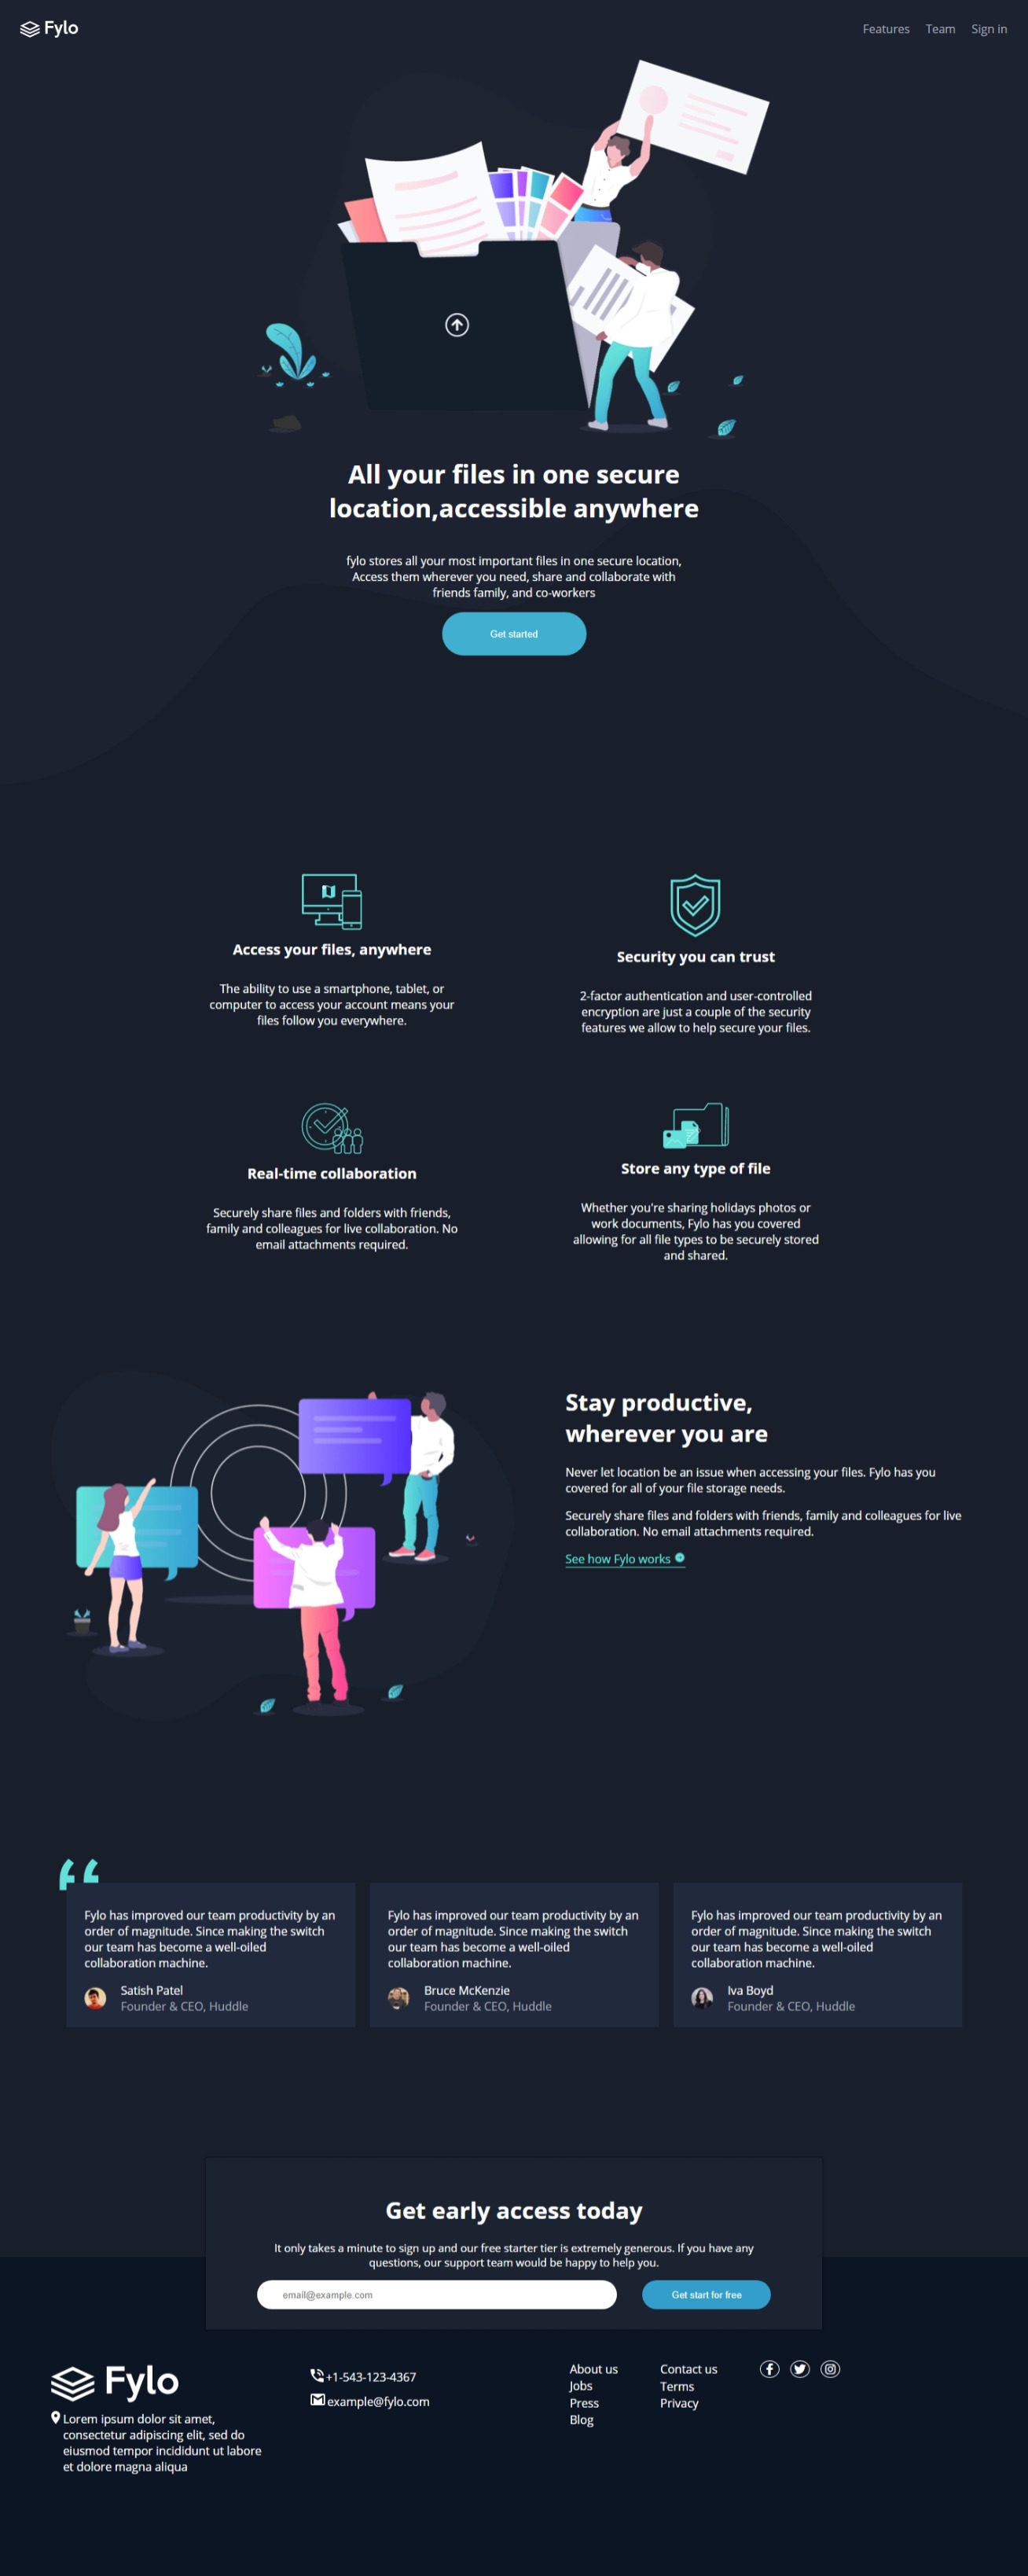 Fylo
Features Team Sign in
All your files in one secure
location,accessible anywhere
fylo stores all your most important files in one secure location,
Access them wherever you need, share and collaborate with
friends family, and co-workers
Get started
Access your files, anywhere
The ability to use a smartphone, tablet, or
computer to access your account means your
files follow you everywhere.
Security you can trust
2-factor authentication and user-controlled
encryption are just a couple of the security
features we allow to help secure your files.
Real-time collaboration
Securely share files and folders with friends,
family and colleagues for live collaboration. No
email attachments required.
Store any type of file
Whether you're sharing holidays photos or
work documents, Fylo has you covered
allowing for all file types to be securely stored
and shared.
Stay productive,
wherever you are
Never let location be an issue when accessing your files. Fylo has you
covered for all of your file storage needs.
Securely share files and folders with friends, family and colleagues for live
collaboration. No email attachments required.
See how Fylo works
Fylo has improved our team productivity by an
order of magnitude. Since making the switch
our team has become a well-oiled
collaboration machine.
Satish Patel
Founder & CEO, Huddle
Fylo has improved our team productivity by an
order of magnitude. Since making the switch
our team has become a well-oiled
collaboration machine.
Bruce McKenzie
Founder & CEO, Huddle
Fylo has improved our team productivity by an
order of magnitude. Since making the switch
our team has become a well-oiled
collaboration machine.
Iva Boyd
Founder & CEO, Huddle
Get early access today
It only takes a minute to sign up and our free starter tier is extremely generous. If you have any
questions, our support team would be happy to help you.
email@example.com
Get start for free
Fylo
Lorem ipsum dolor sit amet,
consectetur adipiscing elit, sed do
eiusmod tempor incididunt ut labore
et dolore magna aliqua
+1-543-123-4367
example@fylo.com
About us
Jobs
Press
Blog
Contact us
Terms
Privacy